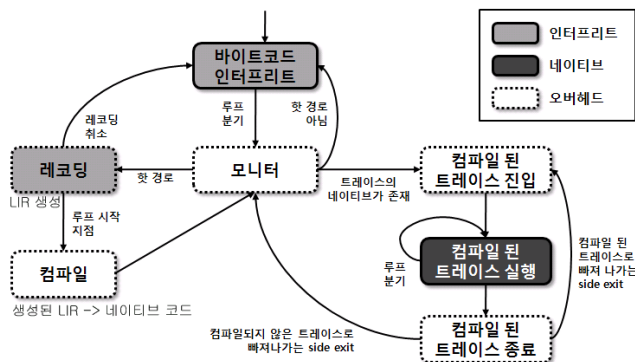 바이트코드
인터프리트
인터프리트
네이티브
오버헤드
레코딩
취소
루프
분기
핫 경로
아님
레코딩
핫 경로
모니터
트레이스의
네이티브가 존재
컴파일 된
트레이스 진입
LIR 생성
루프 시작
지점
컴파일
생성된 LIR -> 네이티브 코드
루프
분기
컴파일 된
트레이스 실행
컴파일 된
트레이스로
빠져 나가는
side exit
컴파일되지 않은 트레이스로
빠져나가는 side exit
컴파일 된
트레이스 종료